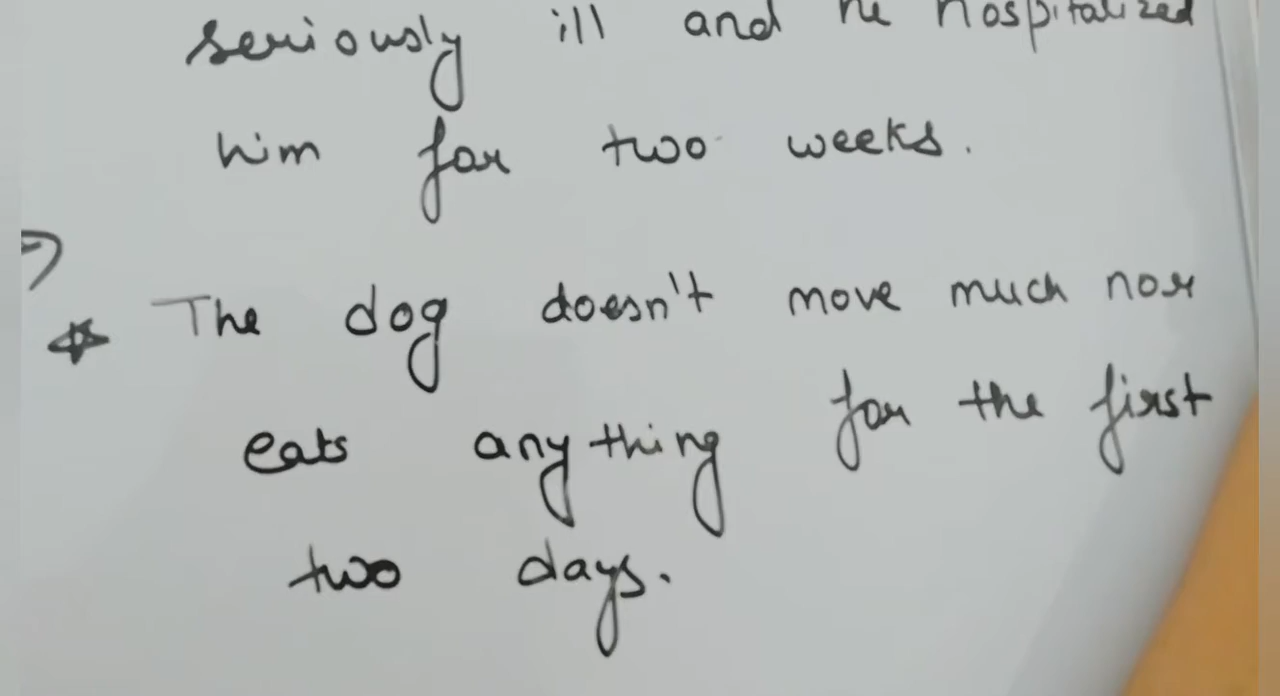 seriously ill and he hospitalized
him for two weeks.
The dog doesn't move much nor
eats anything for the first
two days.